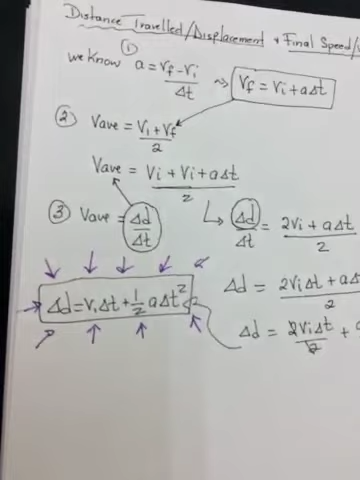 Distance Travelled/Displacement & Final Speed/
① we know a = Vf - Vi / Δt ⇝ Vf = Vi + aΔt
② Vave = Vi + Vf / 2
Vave = Vi + Vi + aΔt / 2
③ Vave = Δd / Δt
Δd / Δt = 2Vi + aΔt / 2
Δd = 2ViΔt + aΔ / 2
Δd = ViΔt + 1/2 aΔt²
Δd = 2ViΔt / 2 +